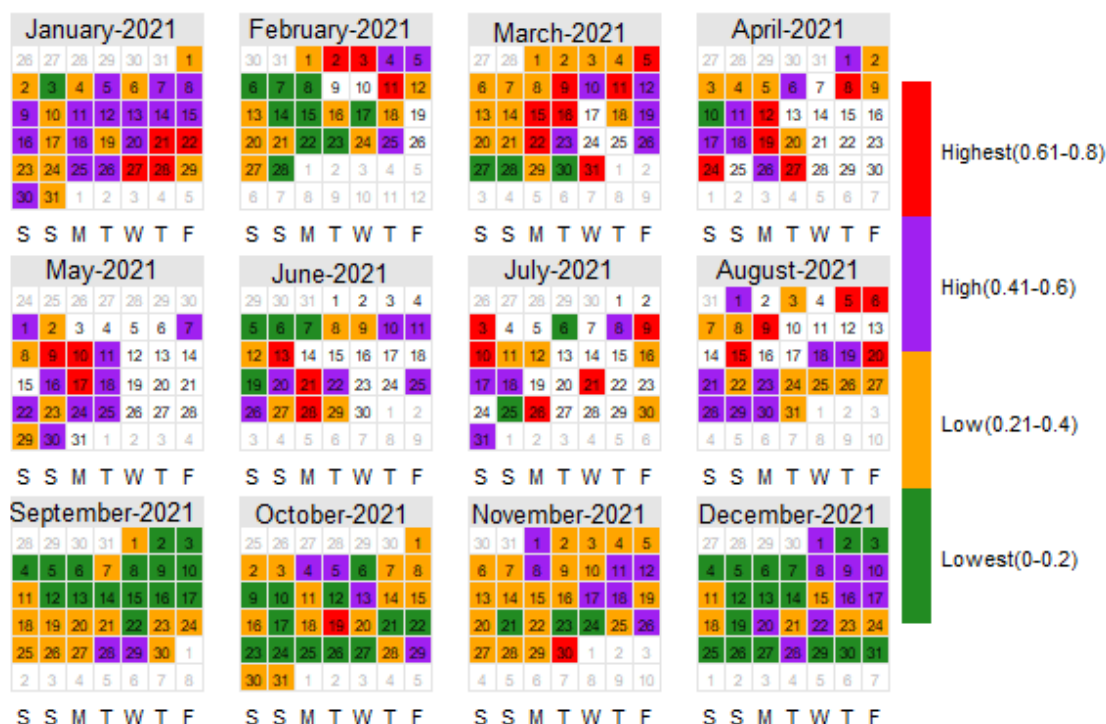 January-2021
26 27 28 29 30 31 1
2 3 4 5 6 7 8
9 10 11 12 13 14 15
16 17 18 19 20 21 22
23 24 25 26 27 28 29
30 31 1 2 3 4 5
S S M T W T F
February-2021
30 31 1 2 3 4 5
6 7 8 9 10 11 12
13 14 15 16 17 18 19
20 21 22 23 24 25 26
27 28 1 2 3 4 5
6 7 8 9 10 11 12
S S M T W T F
March-2021
27 28 1 2 3 4 5
6 7 8 9 10 11 12
13 14 15 16 17 18 19
20 21 22 23 24 25 26
27 28 29 30 31 1 2
3 4 5 6 7 8 9
S S M T W T F
April-2021
27 28 29 30 31 1 2
3 4 5 6 7 8 9
10 11 12 13 14 15 16
17 18 19 20 21 22 23
24 25 26 27 28 29 30
1 2 3 4 5 6 7
S S M T W T F
May-2021
24 25 26 27 28 29 30
1 2 3 4 5 6 7
8 9 10 11 12 13 14
15 16 17 18 19 20 21
22 23 24 25 26 27 28
29 30 31 1 2 3 4
S S M T W T F
June-2021
29 30 31 1 2 3 4
5 6 7 8 9 10 11
12 13 14 15 16 17 18
19 20 21 22 23 24 25
26 27 28 29 30 1 2
3 4 5 6 7 8 9
S S M T W T F
July-2021
26 27 28 29 30 1 2
3 4 5 6 7 8 9
10 11 12 13 14 15 16
17 18 19 20 21 22 23
24 25 26 27 28 29 30
31 1 2 3 4 5 6
S S M T W T F
August-2021
31 1 2 3 4 5 6
7 8 9 10 11 12 13
14 15 16 17 18 19 20
21 22 23 24 25 26 27
28 29 30 31 1 2 3
4 5 6 7 8 9 10
S S M T W T F
September-2021
28 29 30 31 1 2 3
4 5 6 7 8 9 10
11 12 13 14 15 16 17
18 19 20 21 22 23 24
25 26 27 28 29 30 1
2 3 4 5 6 7 8
S S M T W T F
October-2021
25 26 27 28 29 30 1
2 3 4 5 6 7 8
9 10 11 12 13 14 15
16 17 18 19 20 21 22
23 24 25 26 27 28 29
30 31 1 2 3 4 5
S S M T W T F
November-2021
30 31 1 2 3 4 5
6 7 8 9 10 11 12
13 14 15 16 17 18 19
20 21 22 23 24 25 26
27 28 29 30 1 2 3
4 5 6 7 8 9 10
S S M T W T F
December-2021
27 28 29 30 1 2 3
4 5 6 7 8 9 10
11 12 13 14 15 16 17
18 19 20 21 22 23 24
25 26 27 28 29 30 31
1 2 3 4 5 6 7
S S M T W T F
Highest(0.61-0.8)
High(0.41-0.6)
Low(0.21-0.4)
Lowest(0-0.2)